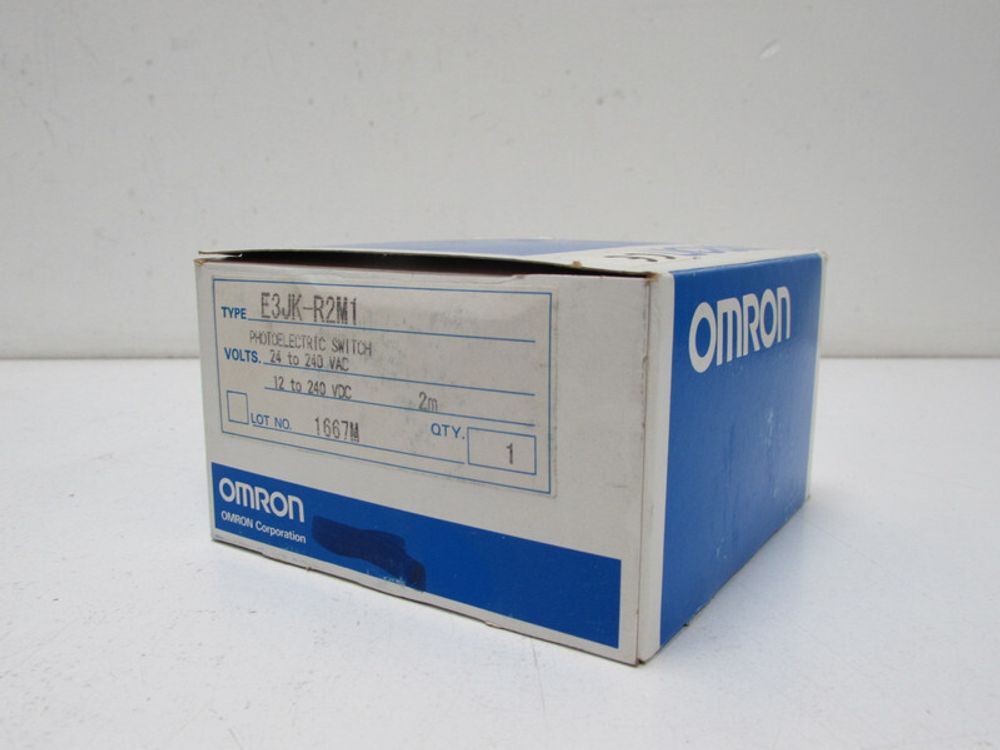 TYPE E3JK-R2M1
PHOTOELECTRIC SWITCH
VOLTS. 24 to 240 VAC
12 to 240 VDC 2m
LOT NO. 1667M QTY. 1
OMRON
OMRON Corporation
OMRON